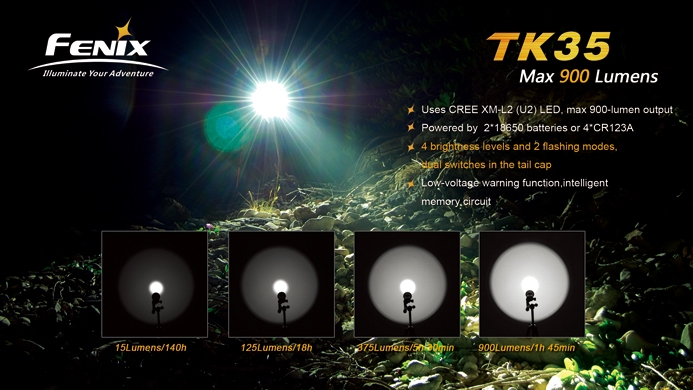 FENIX
Illuminate Your Adventure
TK35
Max 900 Lumens
Uses CREE XM-L2 (U2) LED, max 900-lumen output
Powered by 2*18650 batteries or 4*CR123A
4 brightness levels and 2 flashing modes,
dual switches in the tail cap
Low-voltage warning function,intelligent
memory circuit
15Lumens/140h
125Lumens/18h
375Lumens/5h 30min
900Lumens/1h 45min